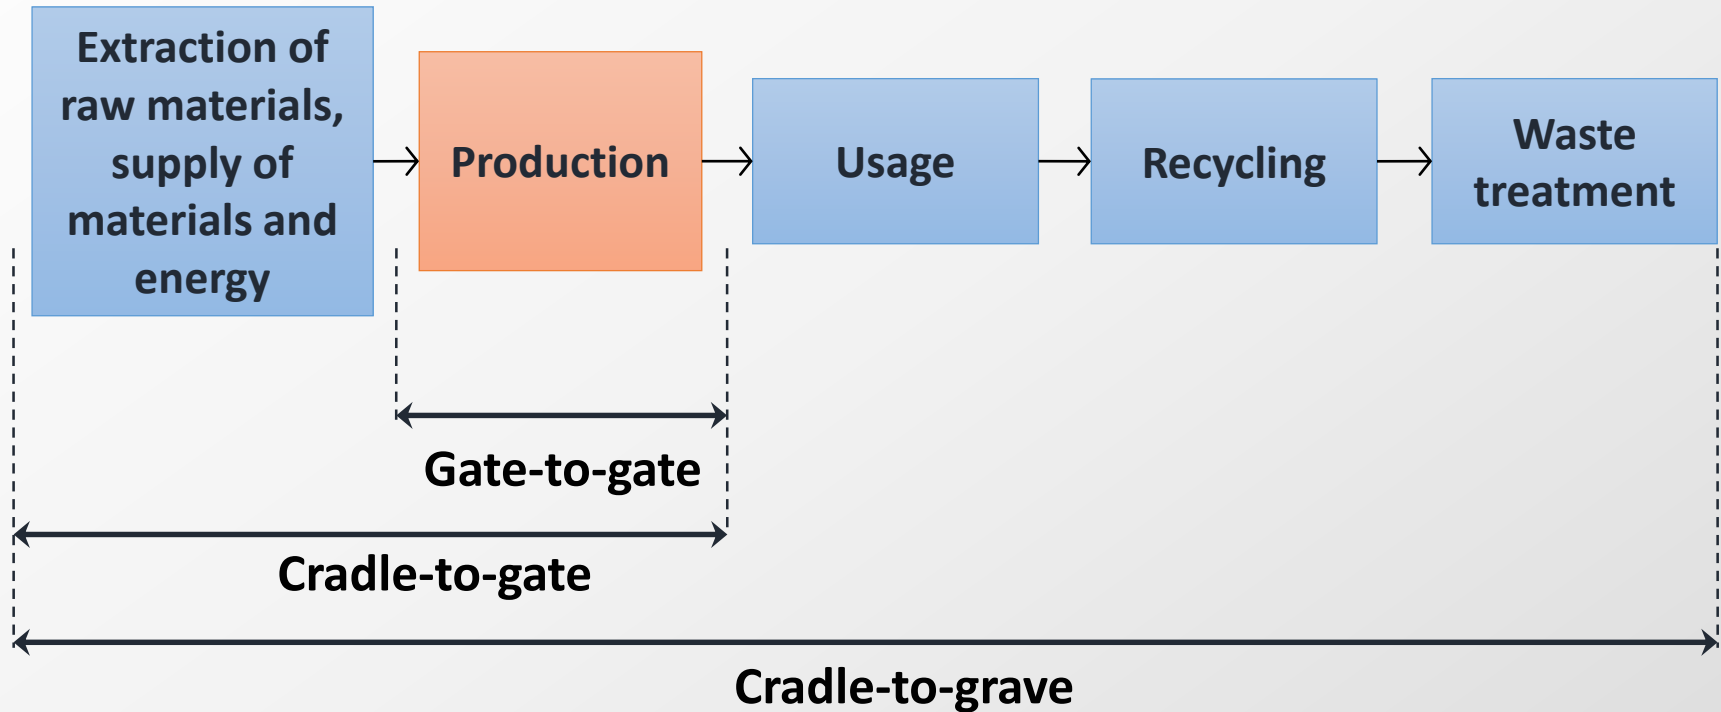 Extraction of
raw materials,
supply of
materials and
energy
Production
Usage
Recycling
Waste
treatment
Gate-to-gate
Cradle-to-gate
Cradle-to-grave